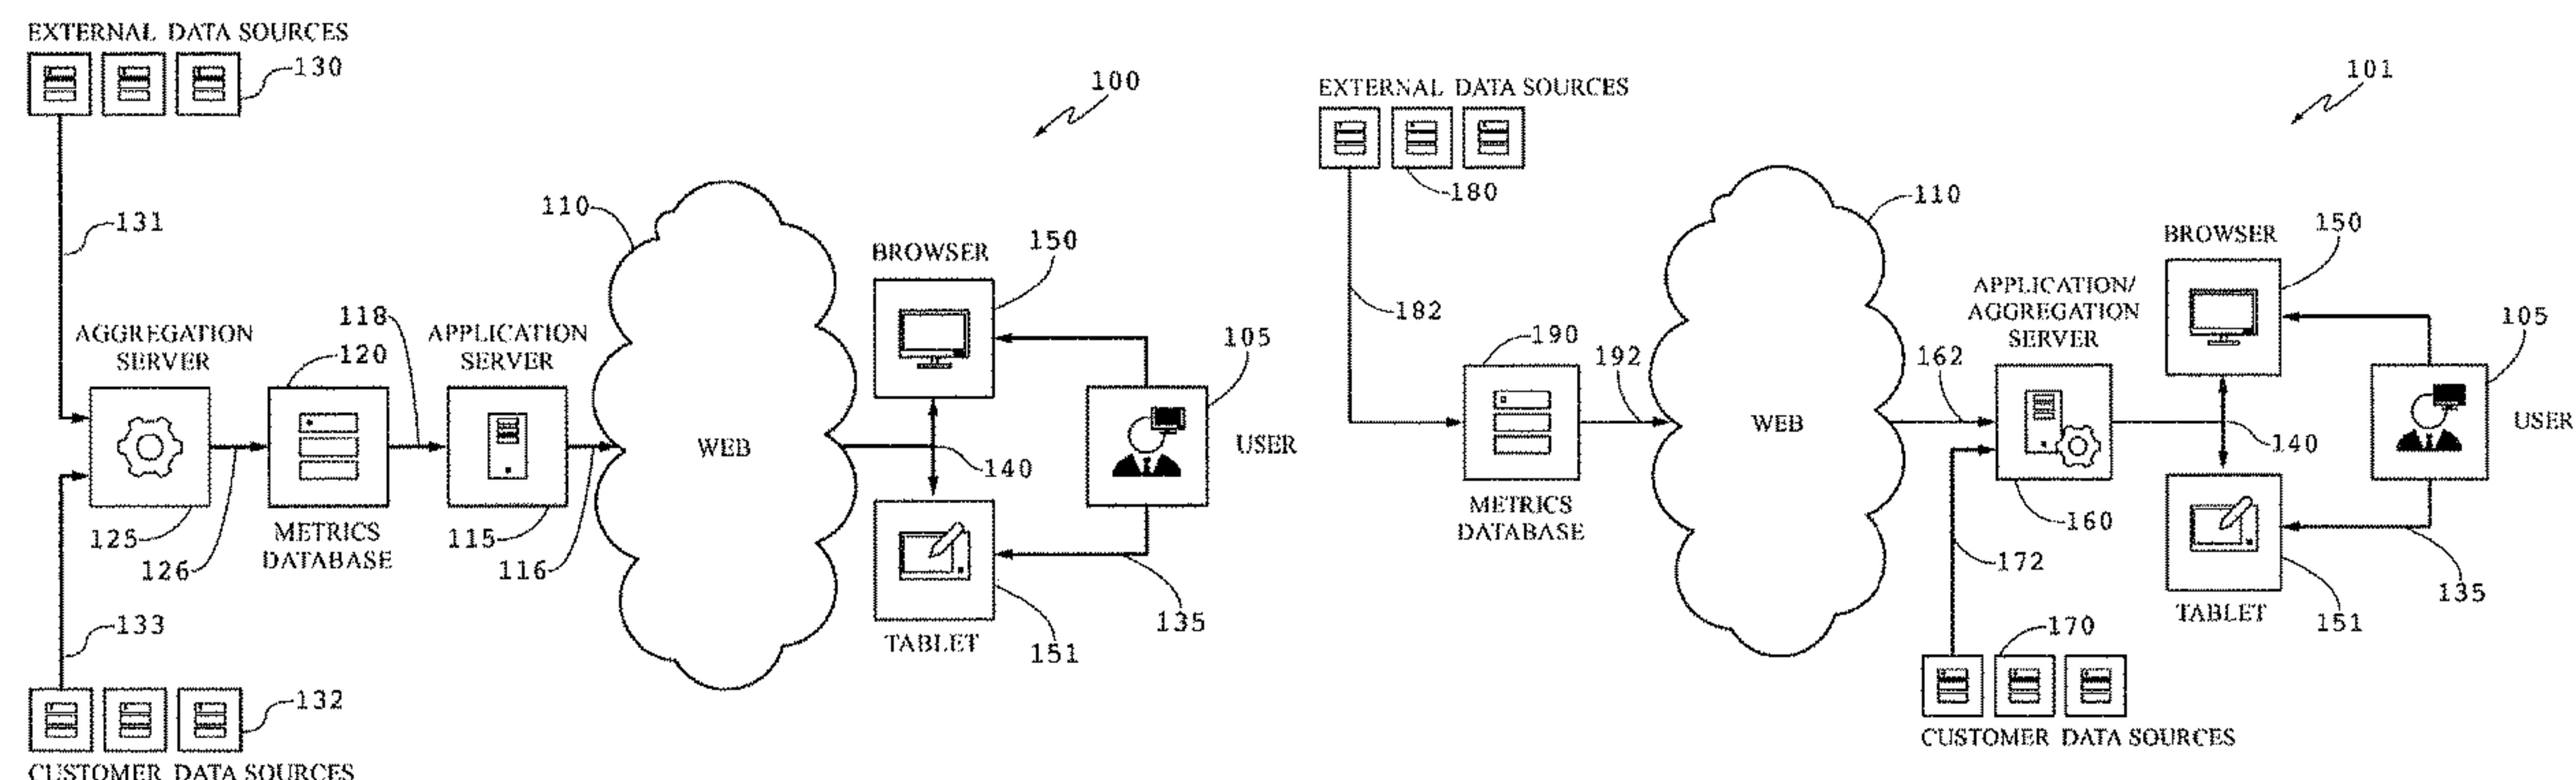 EXTERNAL DATA SOURCES
130
100
131
110
BROWSER
150
AGGREGATION
SERVER
118
120
APPLICATION
SERVER
105
WEB
USER
140
125
126
METRICS
DATABASE
115
116
133
TABLET
151
135
132
CUSTOMER DATA SOURCES
101
EXTERNAL DATA SOURCES
180
110
BROWSER
150
182
190
192
162
APPLICATION/
AGGREGATION
SERVER
105
WEB
USER
140
METRICS
DATABASE
160
172
TABLET
151
135
170
CUSTOMER DATA SOURCES